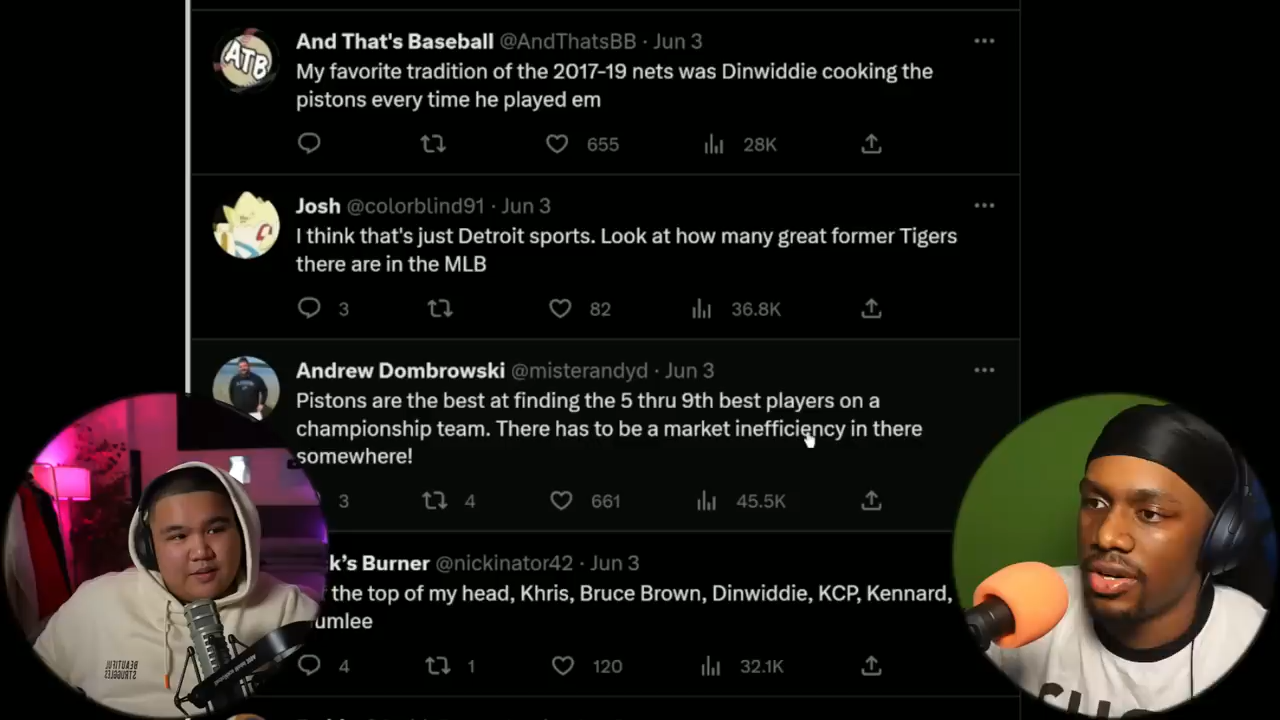 ATB
And That's Baseball @AndThatsBB · Jun 3
My favorite tradition of the 2017-19 nets was Dinwiddie cooking the
pistons every time he played em
655 28K
Josh @colorblind91 · Jun 3
I think that's just Detroit sports. Look at how many great former Tigers
there are in the MLB
3 82 36.8K
Andrew Dombrowski @misterandyd · Jun 3
Pistons are the best at finding the 5 thru 9th best players on a
championship team. There has to be a market inefficiency in there
somewhere!
3 4 661 45.5K
k's Burner @nickinator42 · Jun 3
the top of my head, Khris, Bruce Brown, Dinwiddie, KCP, Kennard,
umlee
4 1 120 32.1K
BEAUTIFUL
STRUGGLES